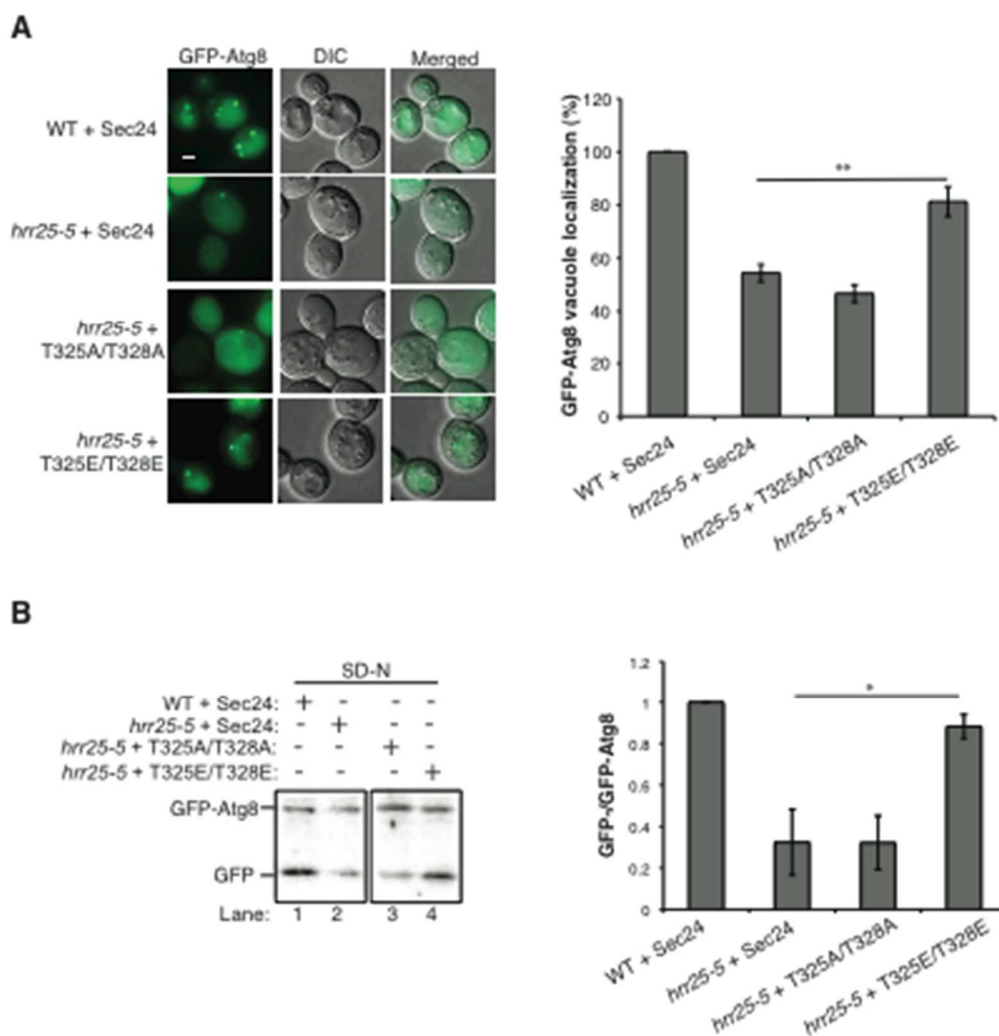 A
GFP-Atg8 DIC Merged
WT + Sec24
hrr25-5 + Sec24
hrr25-5 +
T325A/T328A
hrr25-5 +
T325E/T328E
GFP-Atg8 vacuole localization (%)
120
100
80
60
40
20
0
**
WT + Sec24
hrr25-5 + Sec24
hrr25-5 + T325A/T328A
hrr25-5 + T325E/T328E
B
SD-N
WT + Sec24: + - - -
hrr25-5 + Sec24: - + - -
hrr25-5 + T325A/T328A: - - + -
hrr25-5 + T325E/T328E: - - - +
GFP-Atg8
GFP
Lane: 1 2 3 4
GFP-/GFP-Atg8
1.2
1
0.8
0.6
0.4
0.2
0
*
WT + Sec24
hrr25-5 + Sec24
hrr25-5 + T325A/T328A
hrr25-5 + T325E/T328E